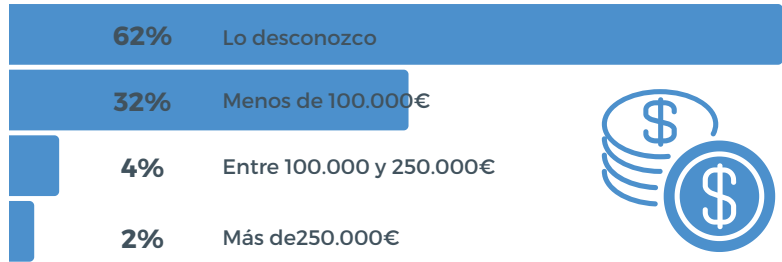 62% Lo desconozco
32% Menos de 100.000€
4% Entre 100.000 y 250.000€
2% Más de250.000€
$
$